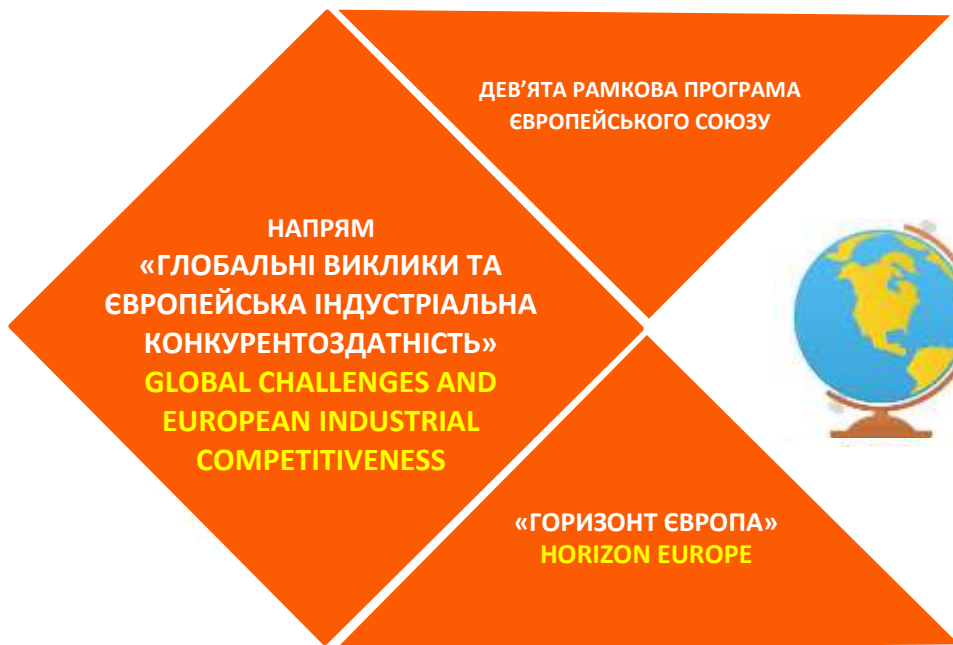 ДЕВ’ЯТА РАМКОВА ПРОГРАМА
ЄВРОПЕЙСЬКОГО СОЮЗУ
НАПРЯМ
«ГЛОБАЛЬНІ ВИКЛИКИ ТА
ЄВРОПЕЙСЬКА ІНДУСТРІАЛЬНА
КОНКУРЕНТОЗДАТНІСТЬ»
GLOBAL CHALLENGES AND
EUROPEAN INDUSTRIAL
COMPETITIVENESS
«ГОРИЗОНТ ЄВРОПА»
HORIZON EUROPE